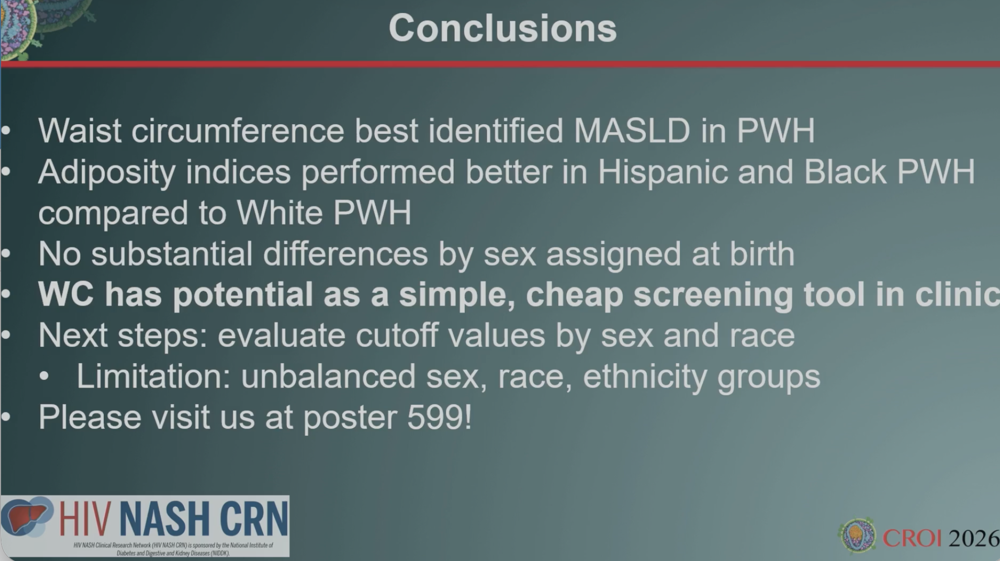 Conclusions
• Waist circumference best identified MASLD in PWH
• Adiposity indices performed better in Hispanic and Black PWH
compared to White PWH
• No substantial differences by sex assigned at birth
• WC has potential as a simple, cheap screening tool in clinic
• Next steps: evaluate cutoff values by sex and race
• Limitation: unbalanced sex, race, ethnicity groups
• Please visit us at poster 599!
HIV NASH CRN
HIV NASH Clinical Research Network (HIV NASH CRN) is sponsored by the National Institute of
Diabetes and Digestive and Kidney Diseases (NIDDK).
CROI 2026